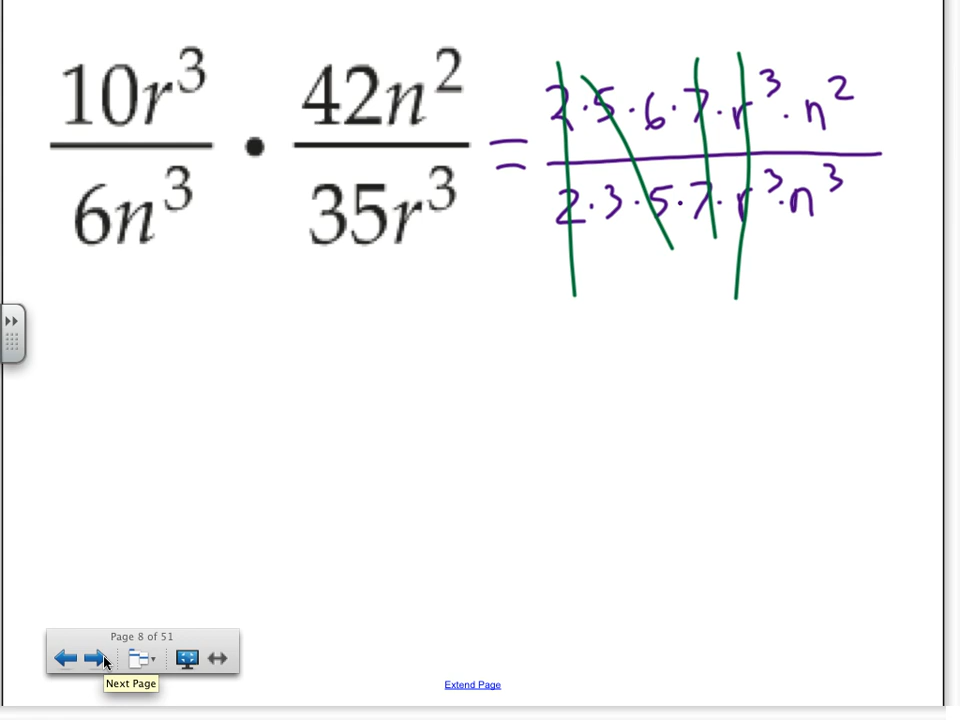 10r³ / 6n³ • 42n² / 35r³ = 2·5·6·7·r³·n² / 2·3·5·7·r³·n³
Page 8 of 51
Next Page
Extend Page